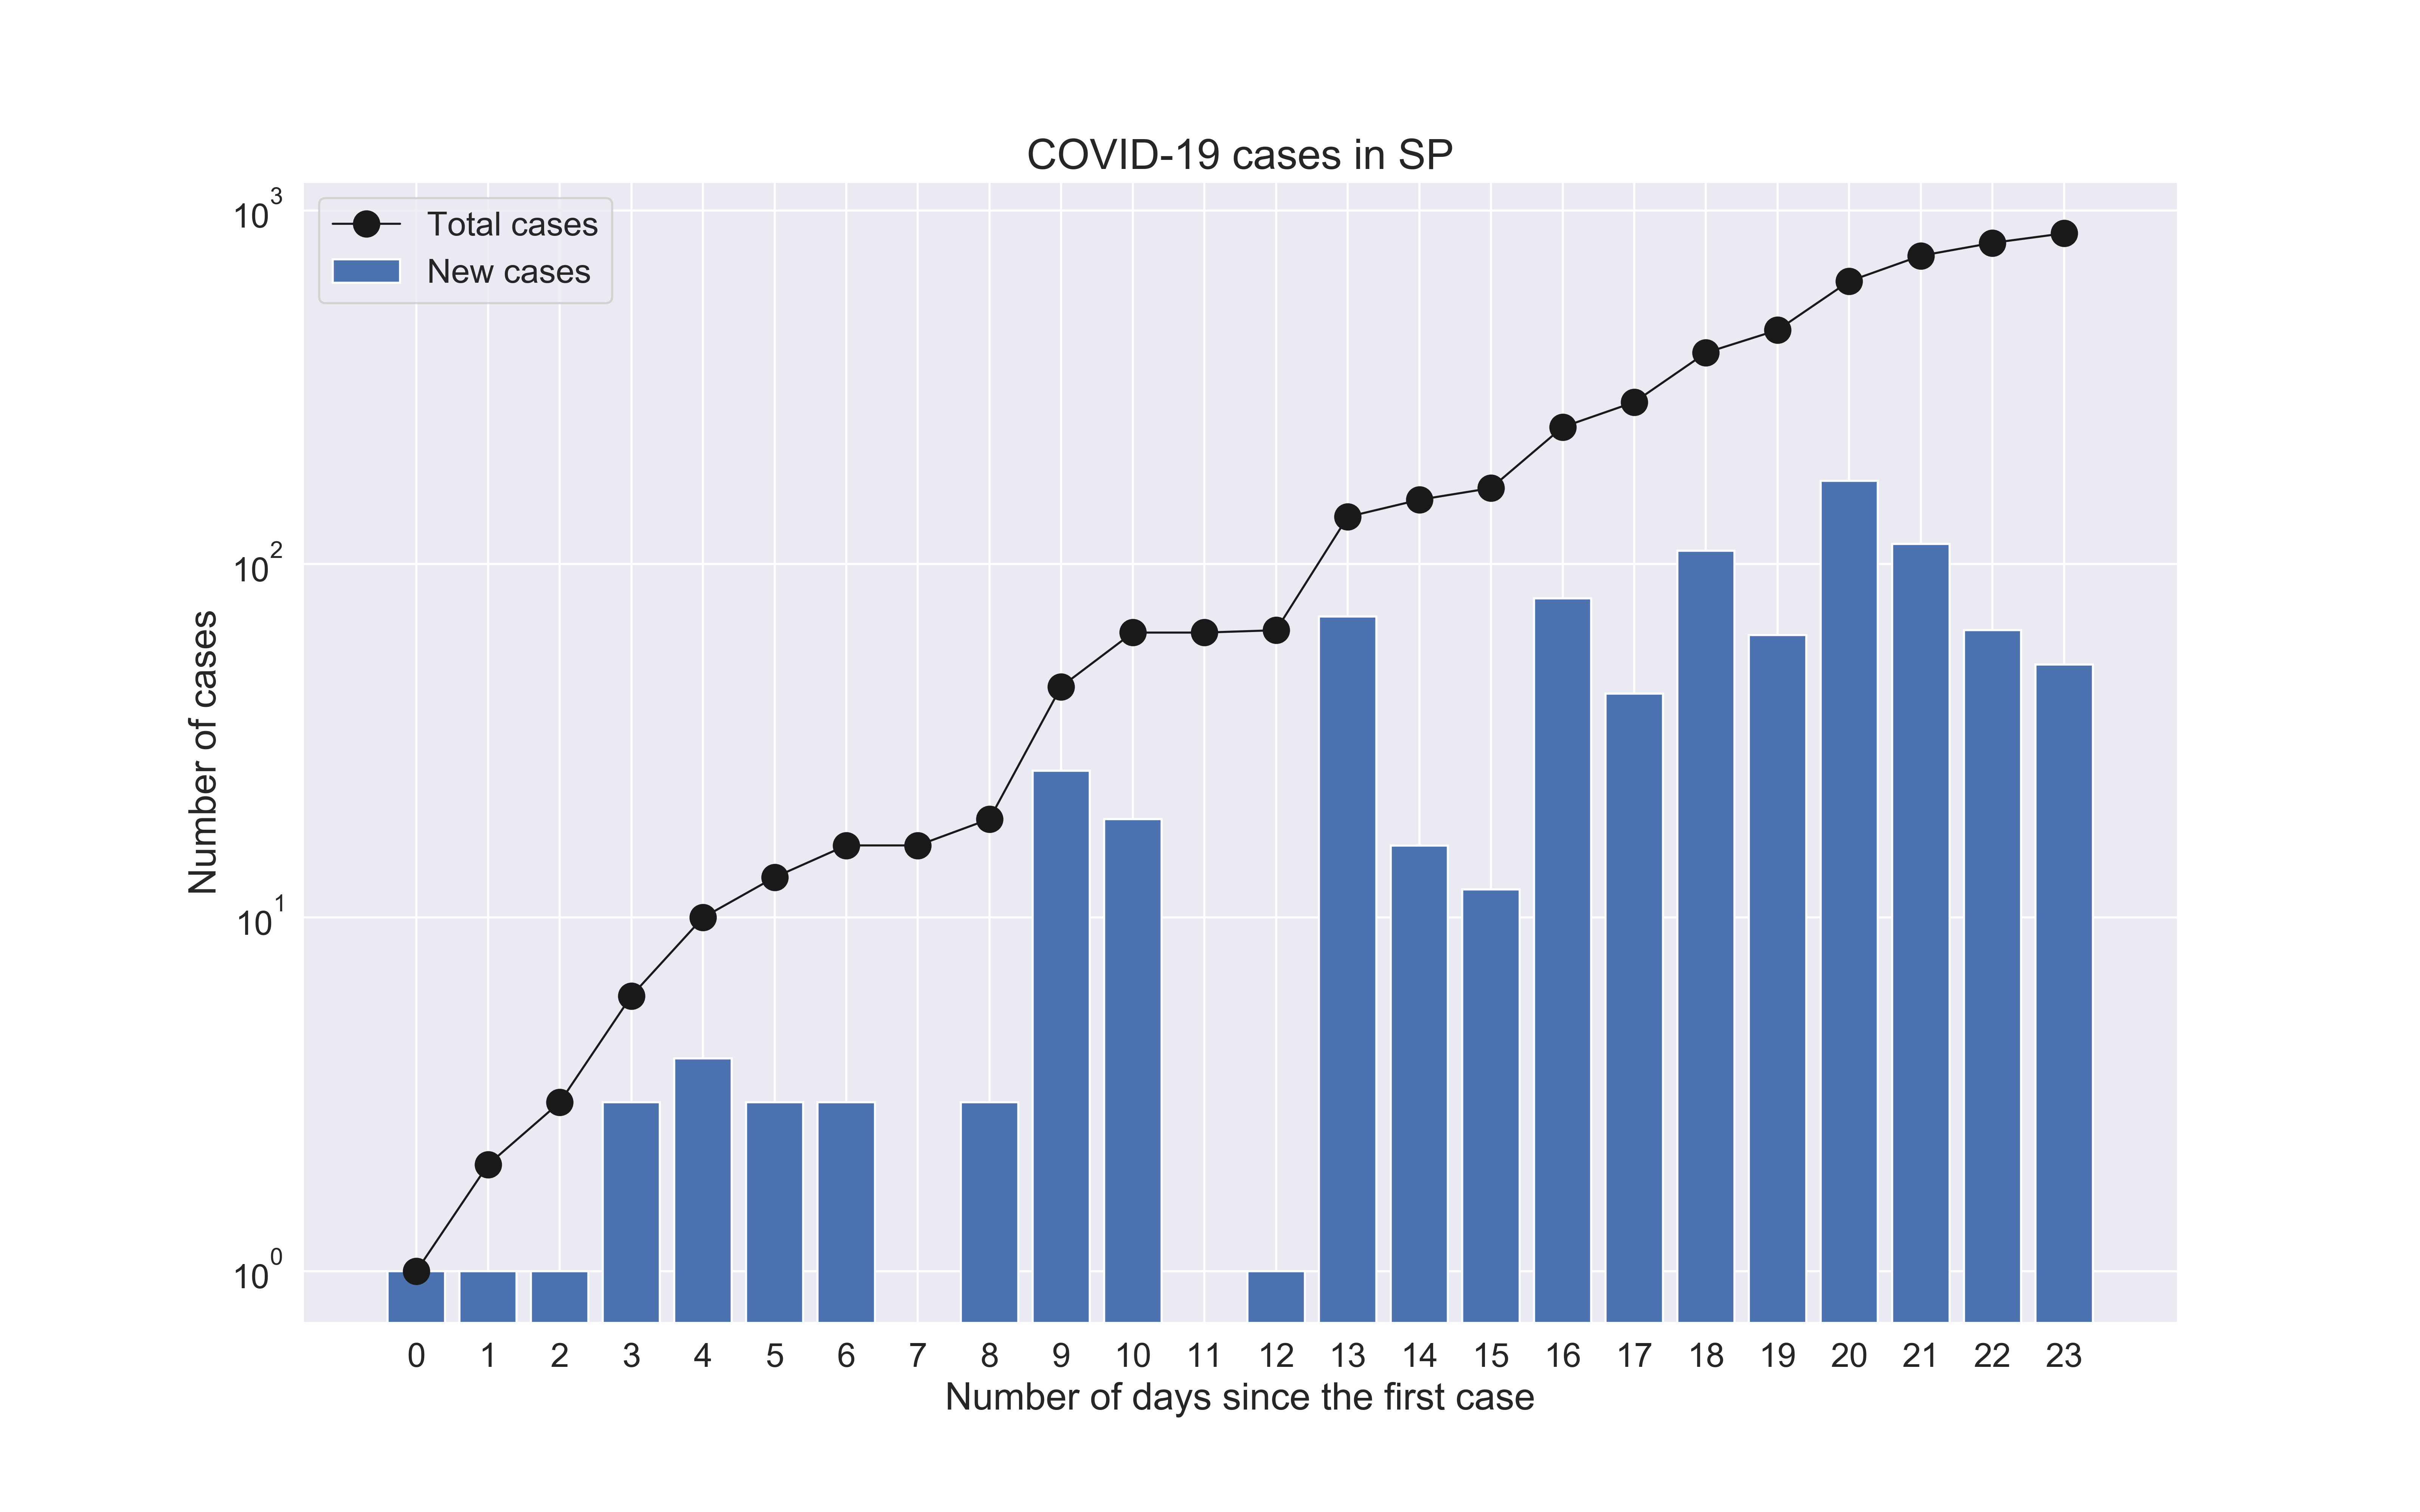 COVID-19 cases in SP
Total cases
New cases
10^3
10^2
10^1
10^0
Number of cases
0 1 2 3 4 5 6 7 8 9 10 11 12 13 14 15 16 17 18 19 20 21 22 23
Number of days since the first case